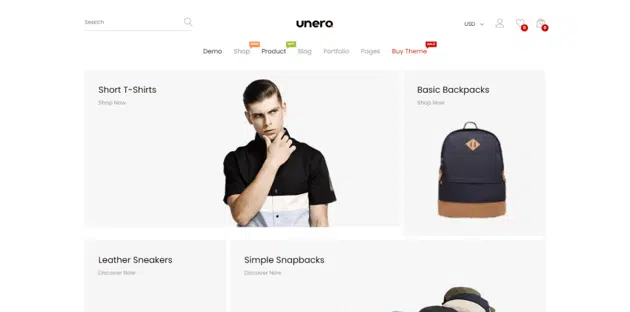 Search
unero.
USD
0
0
Demo
Shop
Product
Blog
Portfolio
Pages
Buy Theme
Short T-Shirts
Shop Now
Basic Backpacks
Shop Now
Leather Sneakers
Discover Now
Simple Snapbacks
Discover Now